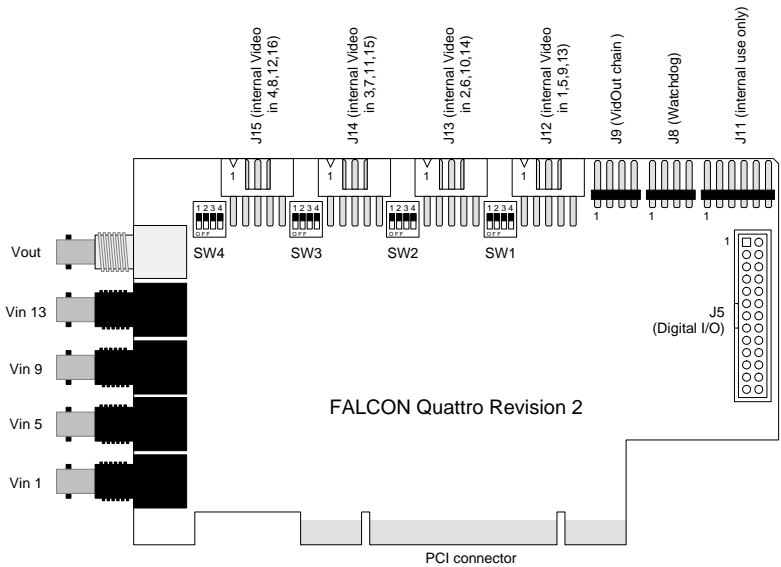 J15 (internal Video
in 4,8,12,16)
J14 (internal Video
in 3,7,11,15)
J13 (internal Video
in 2,6,10,14)
J12 (internal Video
in 1,5,9,13)
J9 (VidOut chain )
J8 (Watchdog)
J11 (internal use only)
1
1
1
1
1 2 3 4
OFF
1 2 3 4
OFF
1 2 3 4
OFF
1 2 3 4
OFF
1
1
1
SW4
SW3
SW2
SW1
1
Vout
Vin 13
J5
(Digital I/O)
Vin 9
FALCON Quattro Revision 2
Vin 5
Vin 1
PCI connector